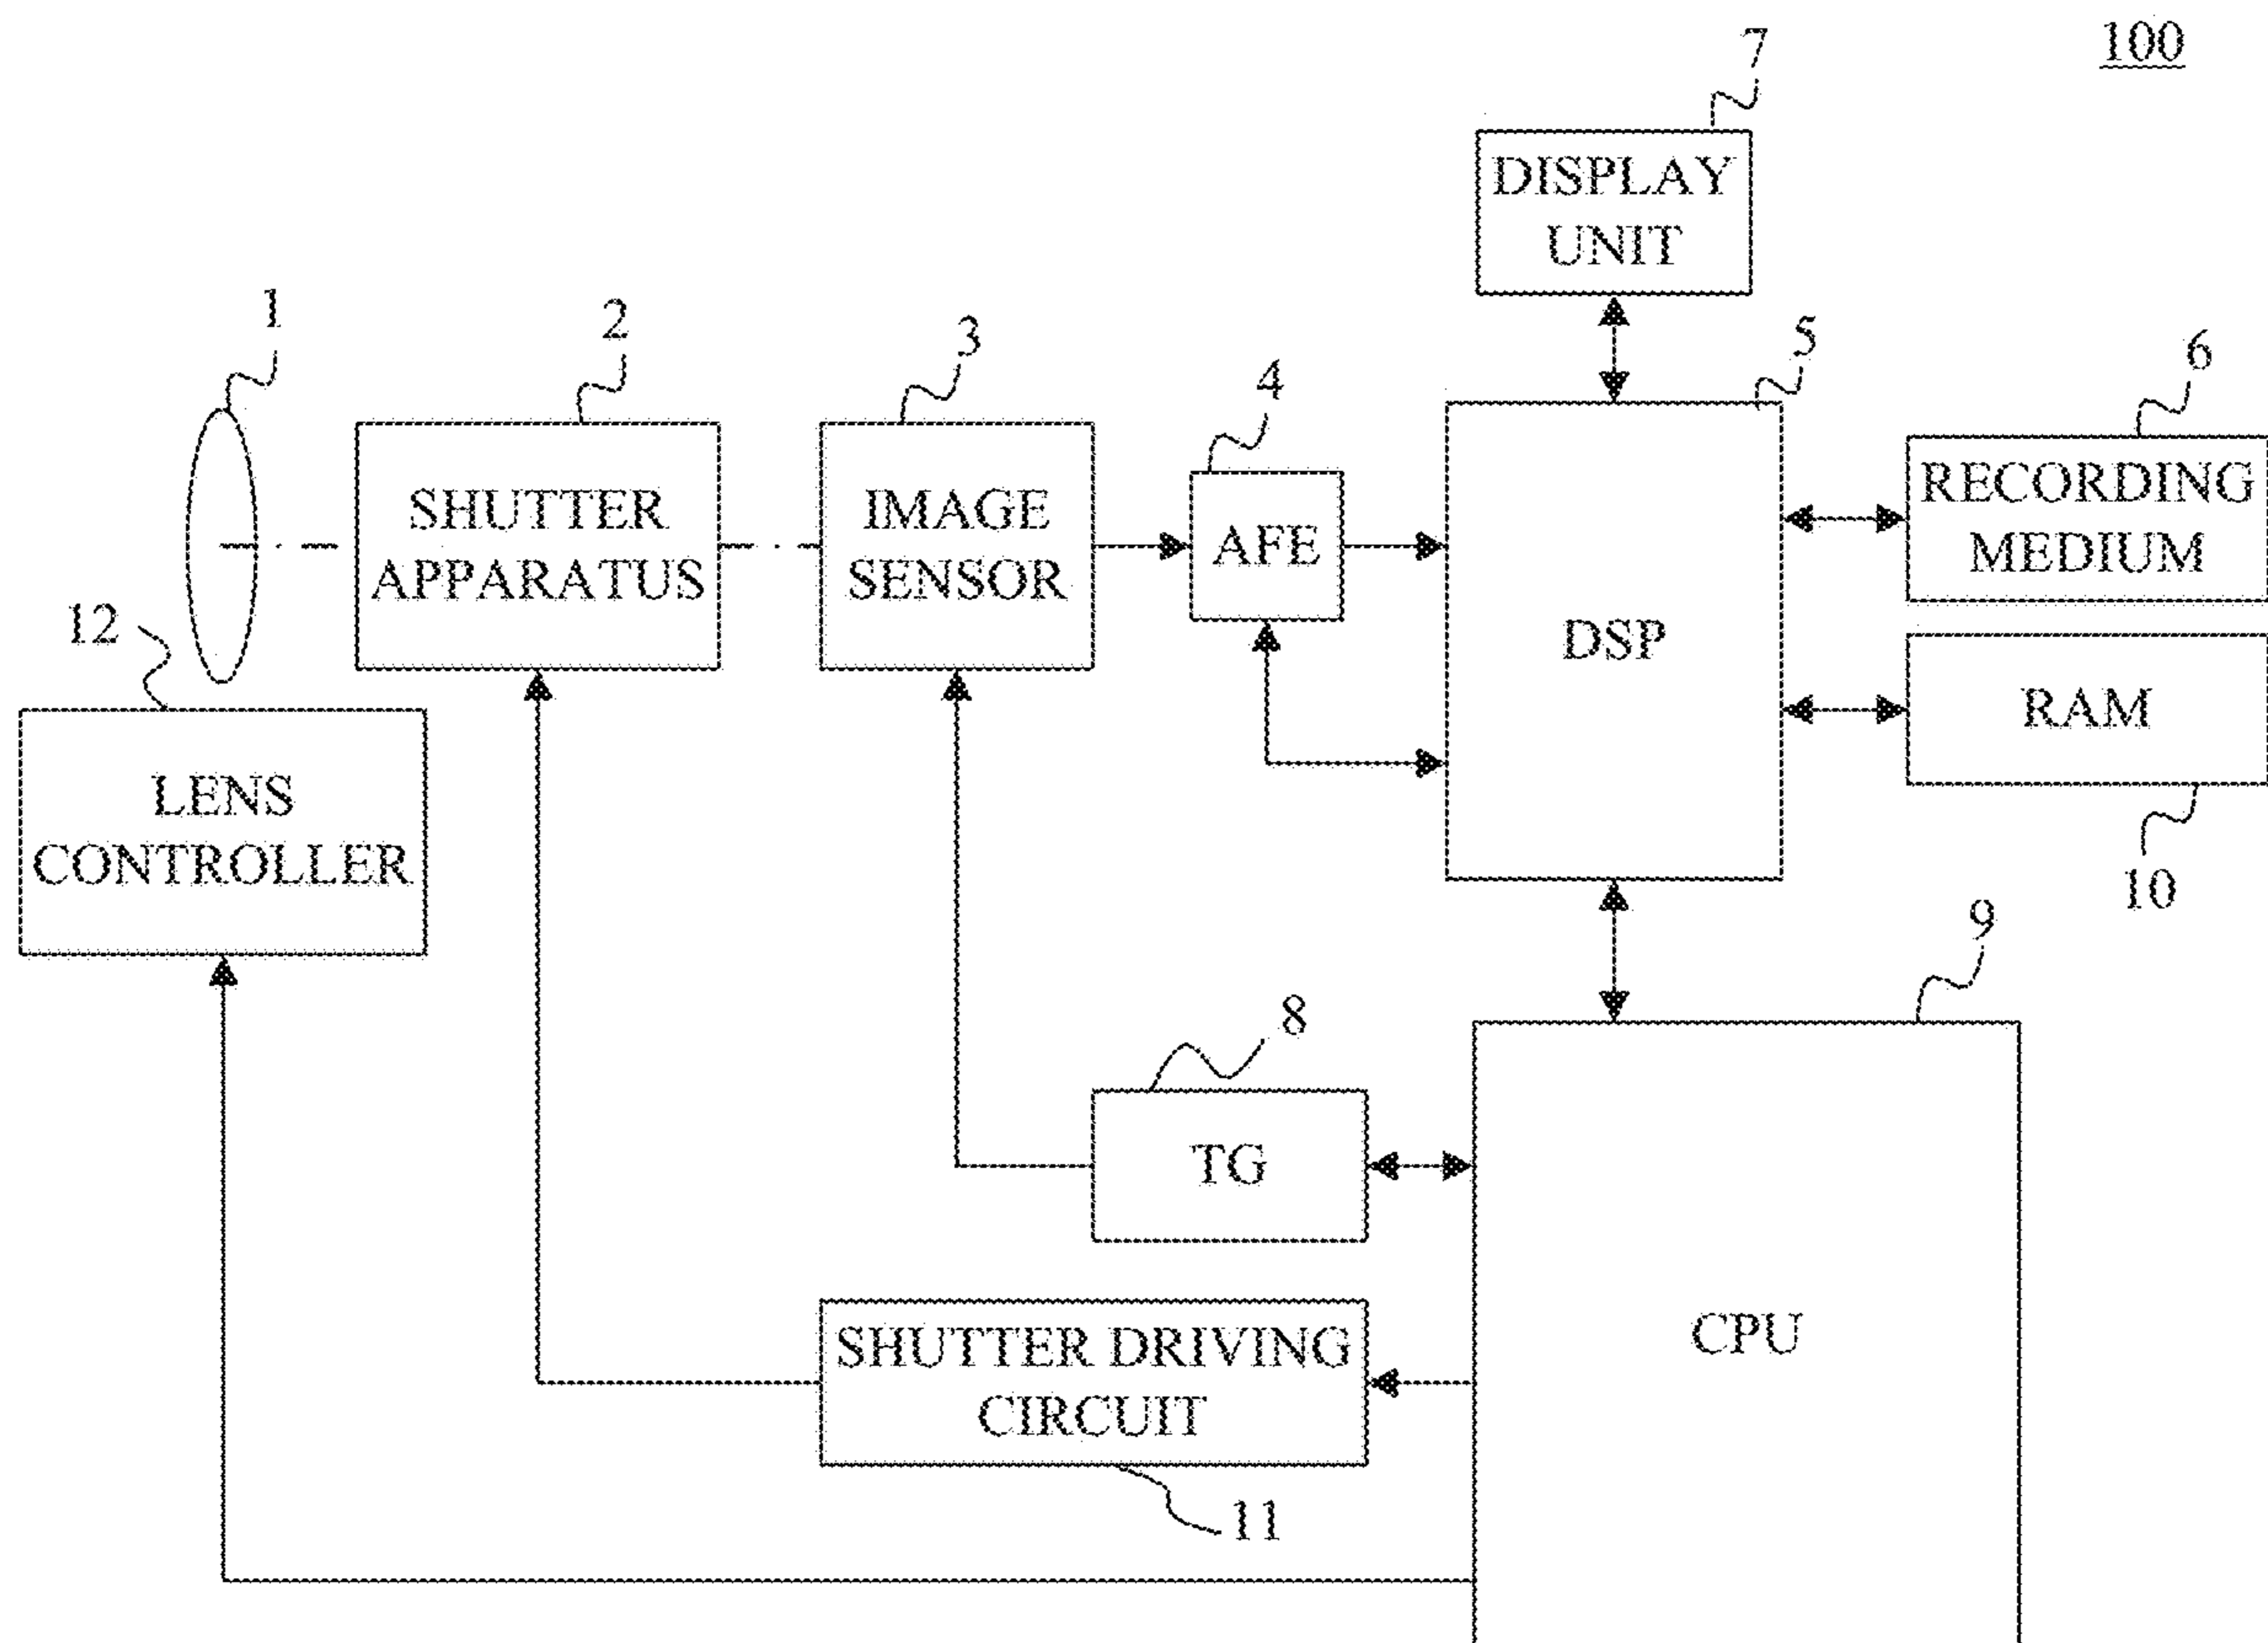 100
7
DISPLAY
UNIT
1
2
3
4
5
6
SHUTTER
APPARATUS
IMAGE
SENSOR
AFE
DSP
RECORDING
MEDIUM
12
RAM
LENS
CONTROLLER
10
9
8
TG
CPU
SHUTTER DRIVING
CIRCUIT
11